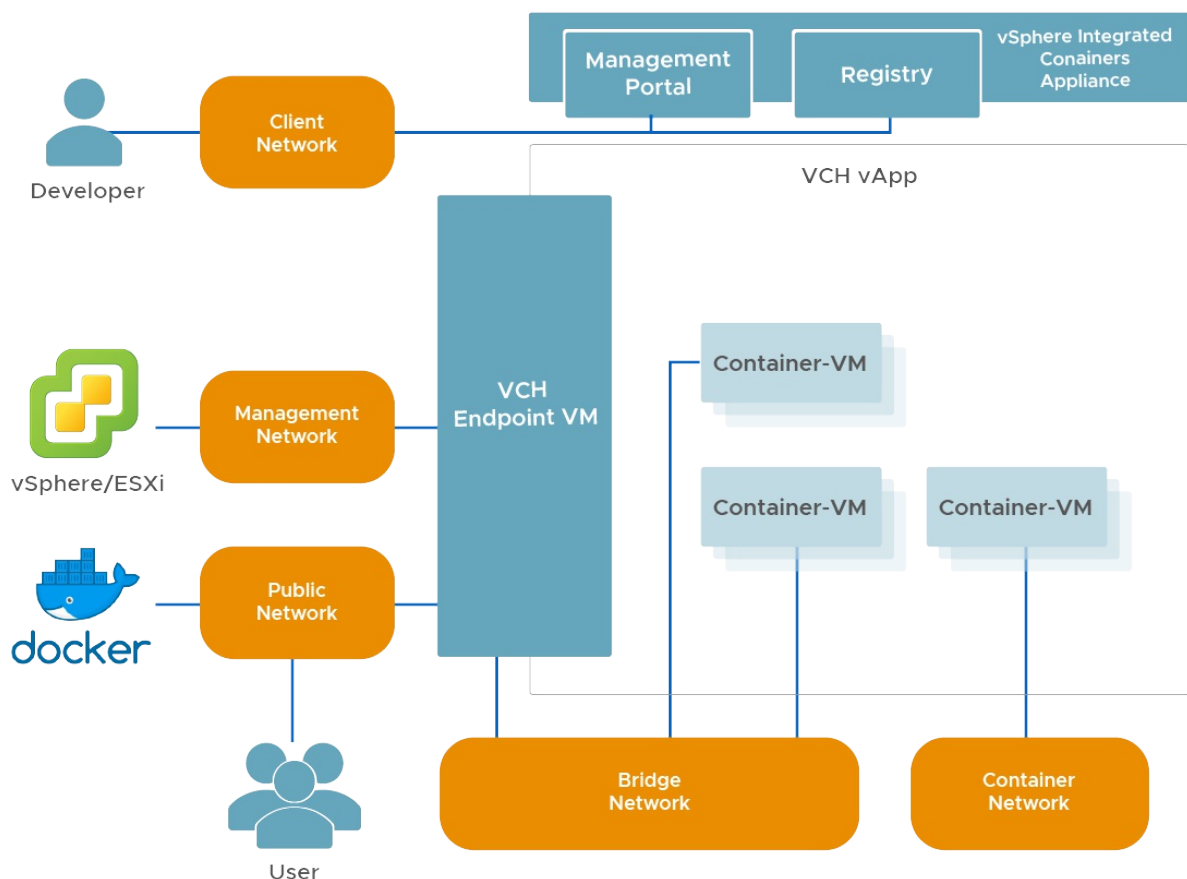 vSphere Integrated
Conainers
Appliance
Management
Portal
Registry
Client
Network
Developer
VCH vApp
VCH
Endpoint VM
Container-VM
Management
Network
vSphere/ESXi
Container-VM
Container-VM
Public
Network
docker
Bridge
Network
Container
Network
User